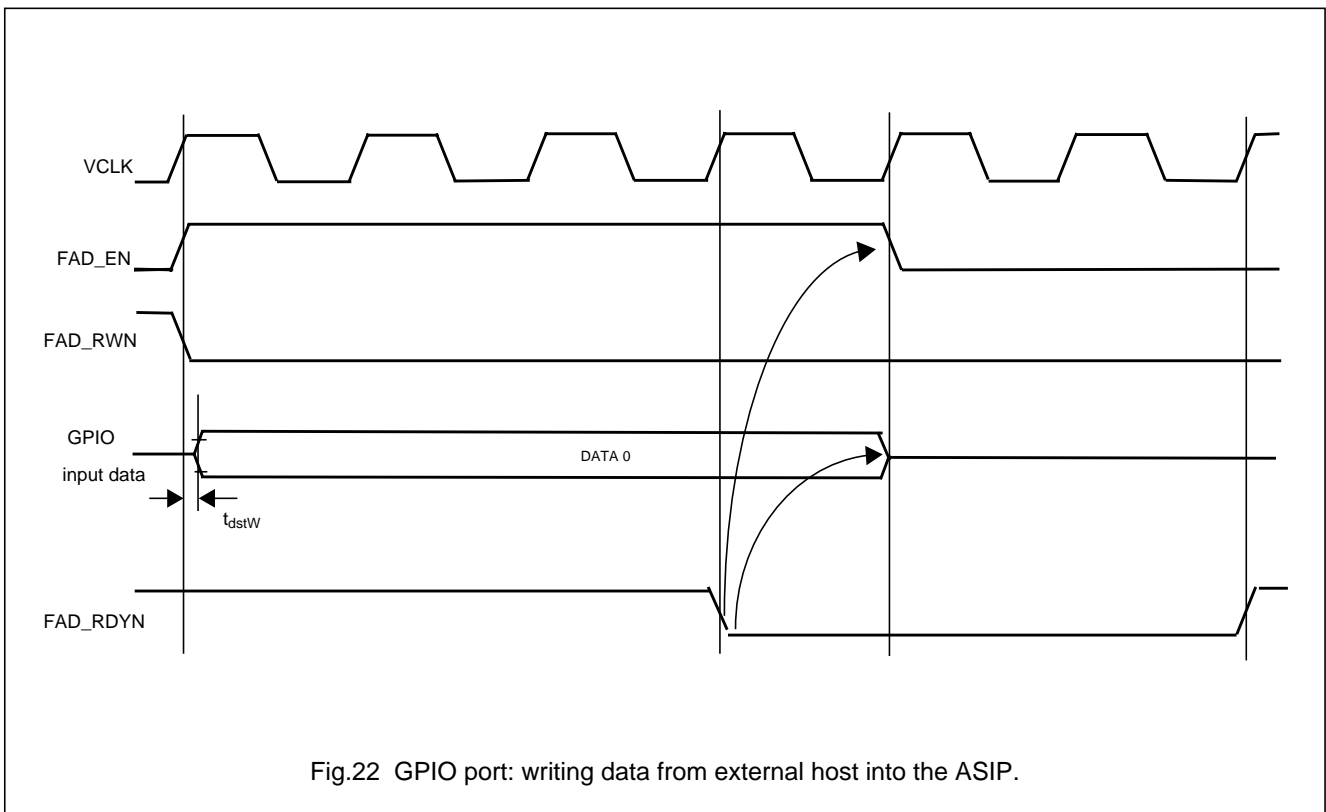 VCLK
FAD_EN
FAD_RWN
GPIO
input data
DATA 0
tdstW
FAD_RDYN
Fig.22 GPIO port: writing data from external host into the ASIP.